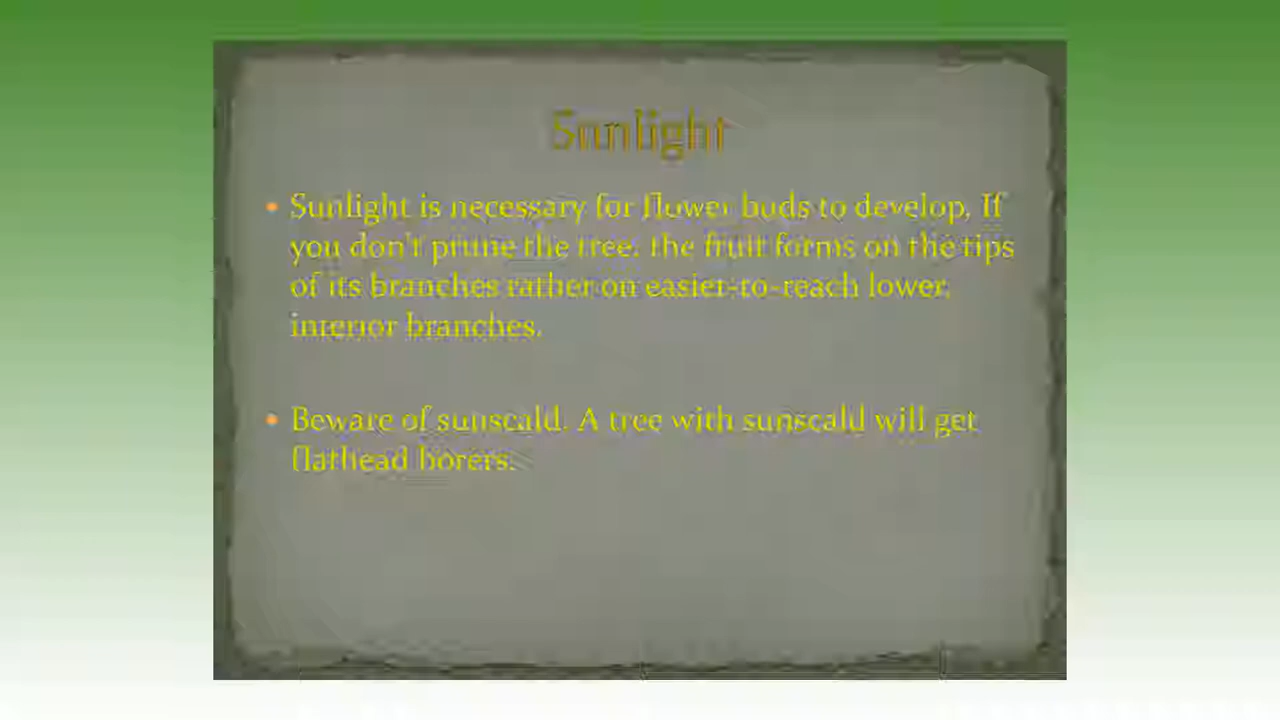 Sunlight
• Sunlight is necessary for flower buds to develop. If
you don't prune the tree, the fruit forms on the tips
of its branches rather on easier-to-reach lower,
interior branches.
• Beware of sunscald. A tree with sunscald will get
flathead borers.